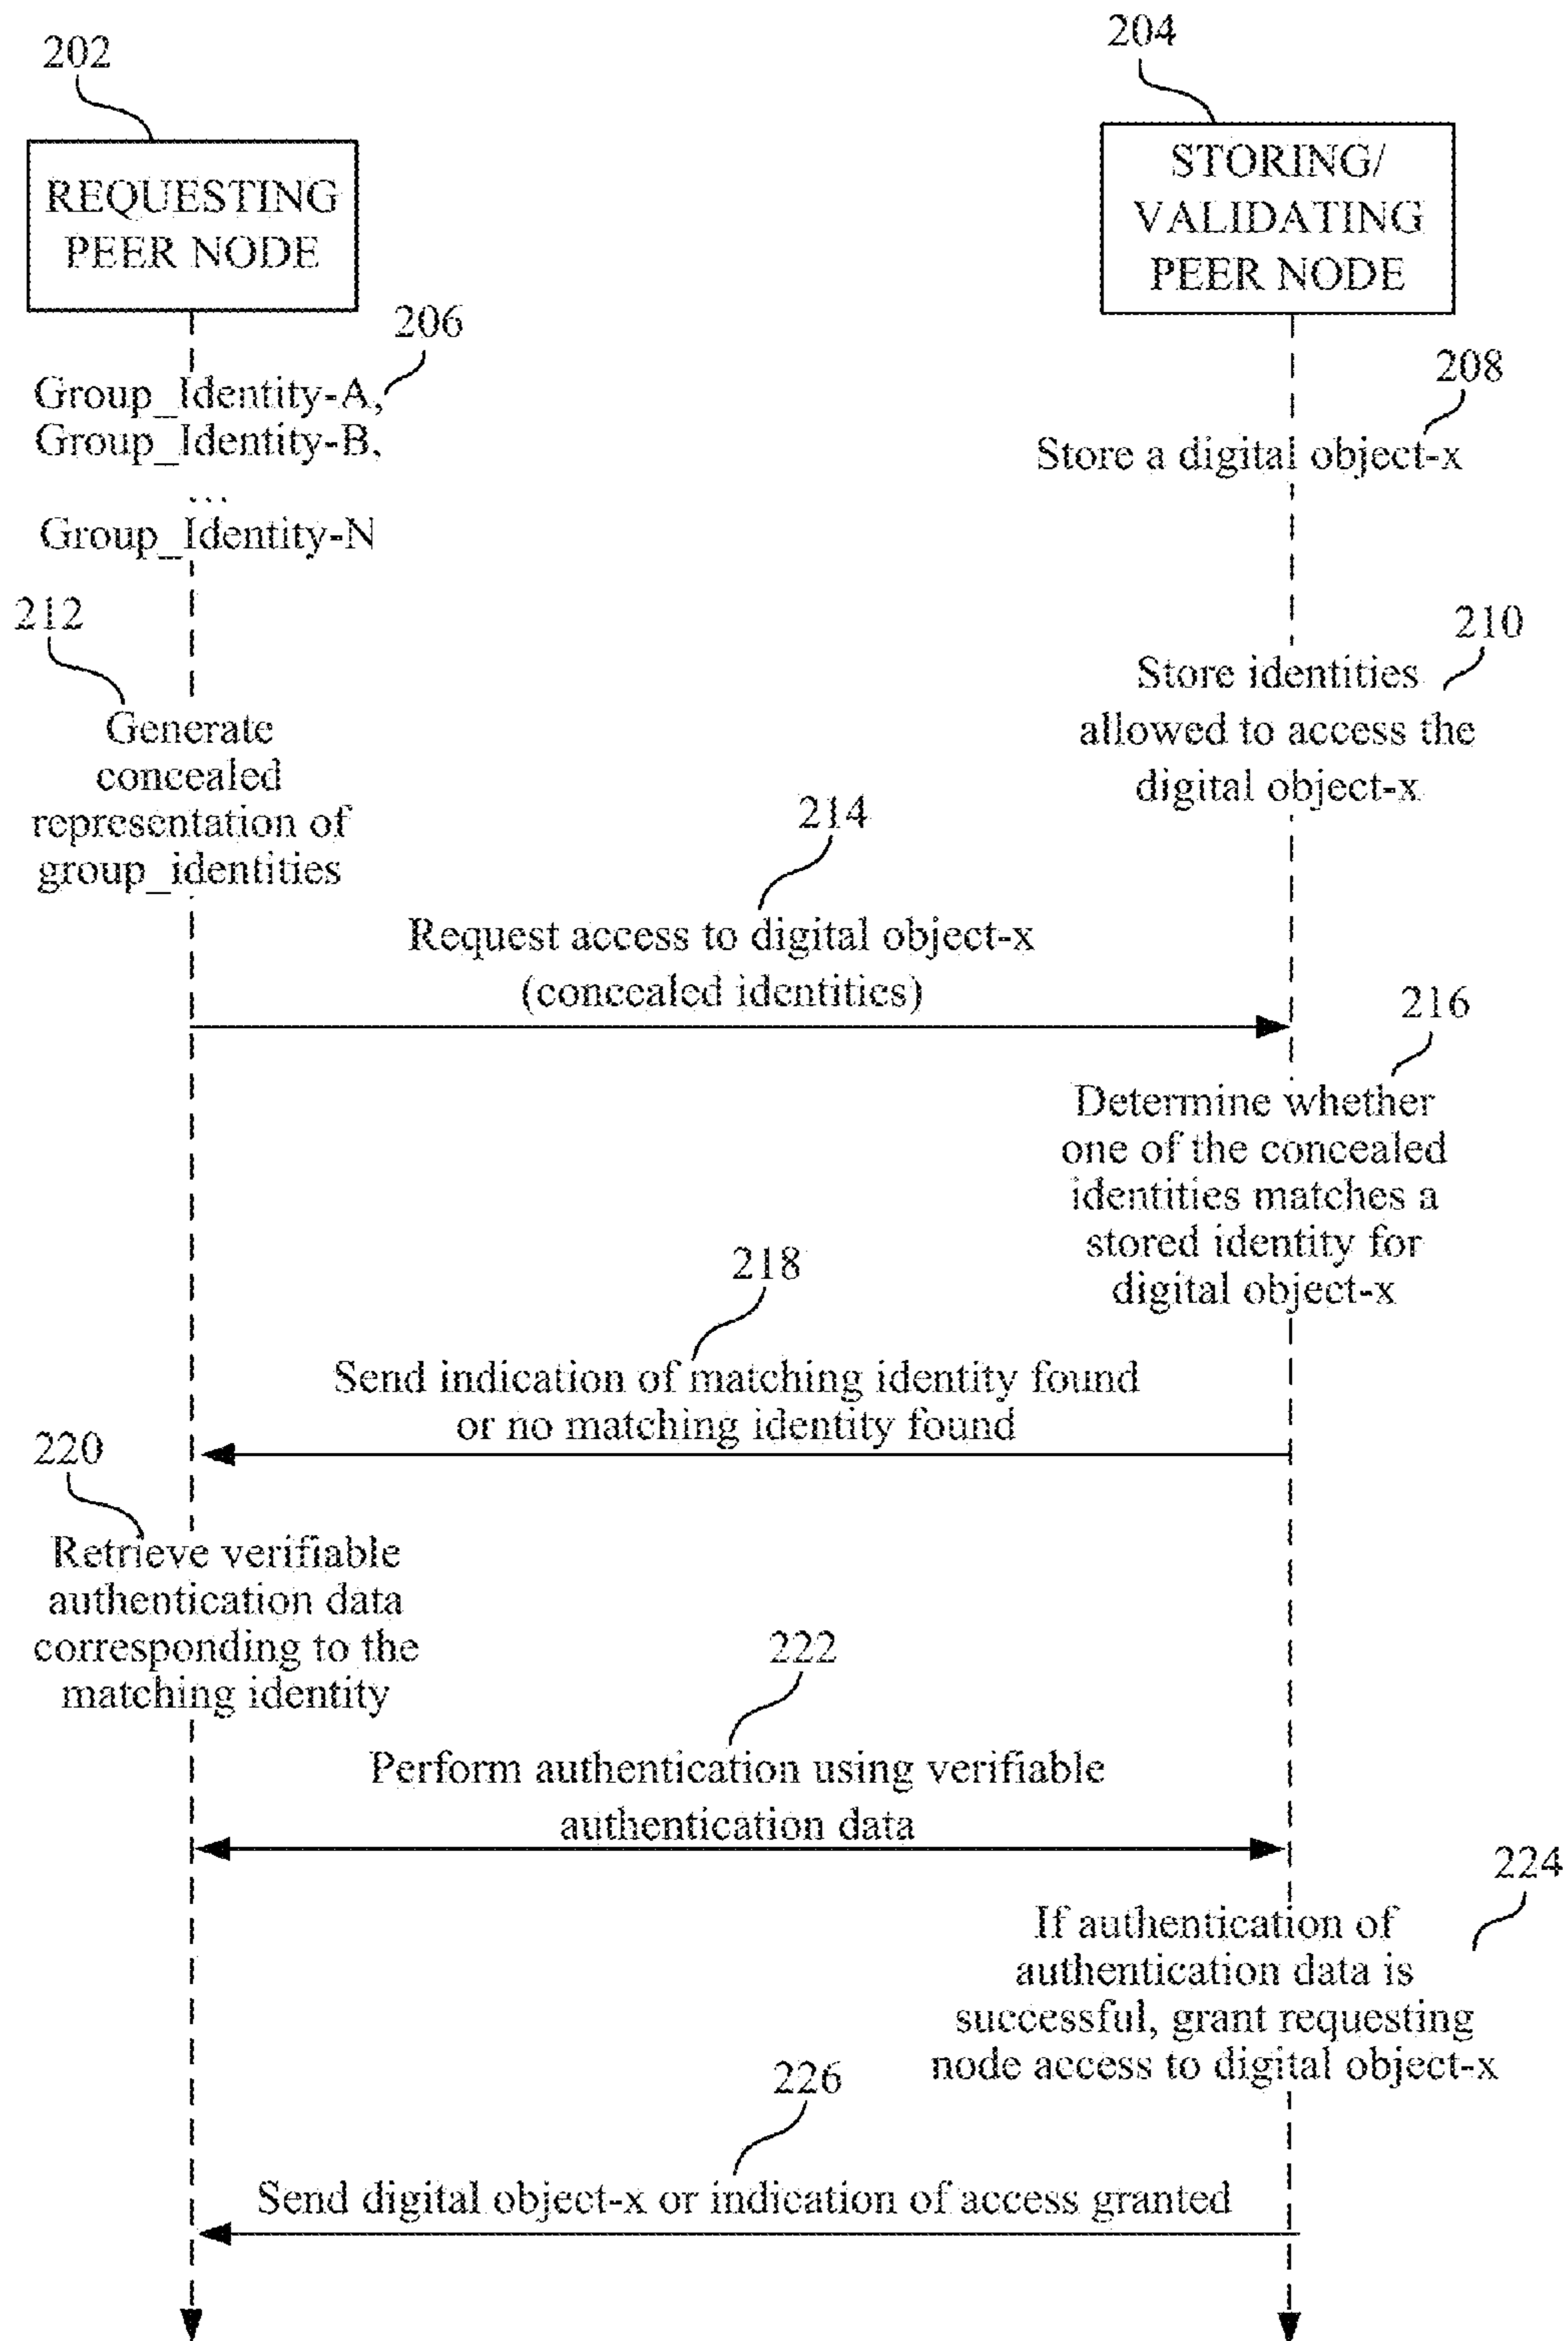 202
204
REQUESTING
PEER NODE
STORING/
VALIDATING
PEER NODE
206
Group_Identity-A,
Group_Identity-B,
...
Group_Identity-N
208
Store a digital object-x
210
Store identities
allowed to access the
digital object-x
212
Generate
concealed
representation of
group_identities
214
Request access to digital object-x
(concealed identities)
216
Determine whether
one of the concealed
identities matches a
stored identity for
digital object-x
218
Send indication of matching identity found
or no matching identity found
220
Retrieve verifiable
authentication data
corresponding to the
matching identity
222
Perform authentication using verifiable
authentication data
224
If authentication of
authentication data is
successful, grant requesting
node access to digital object-x
226
Send digital object-x or indication of access granted